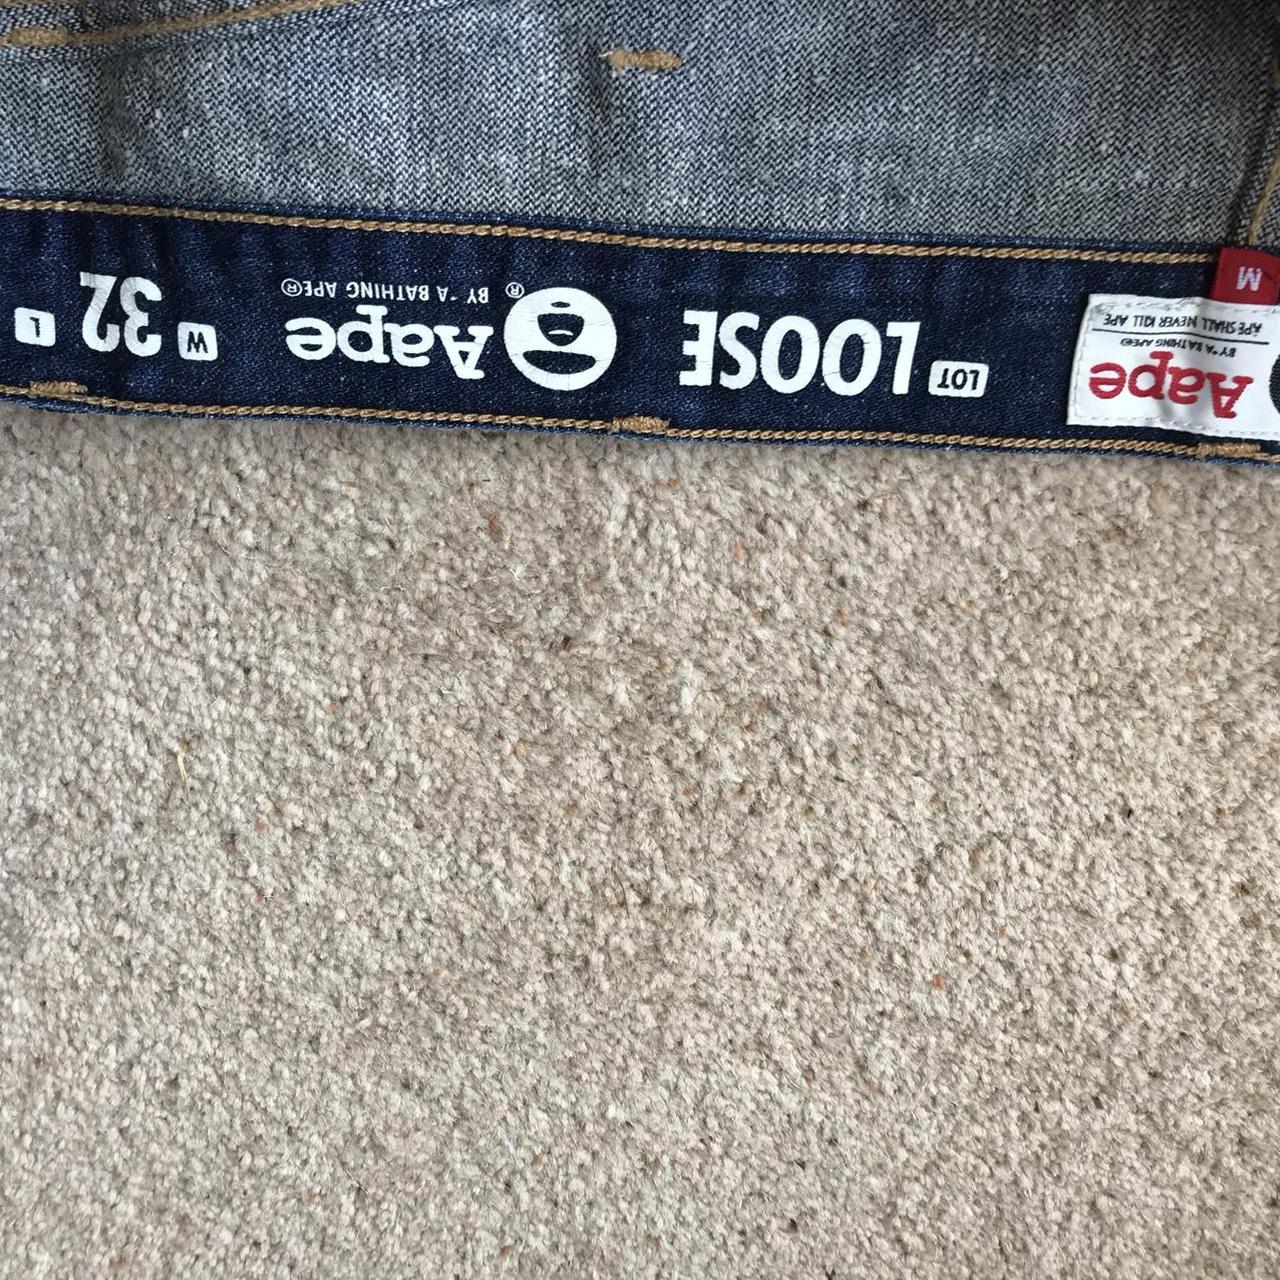 M
Aape
BY *A BATHING APE®
APE SHALL NEVER KILL APE
LOT LOOSE
Aape®
BY *A BATHING APE®
W 32 L